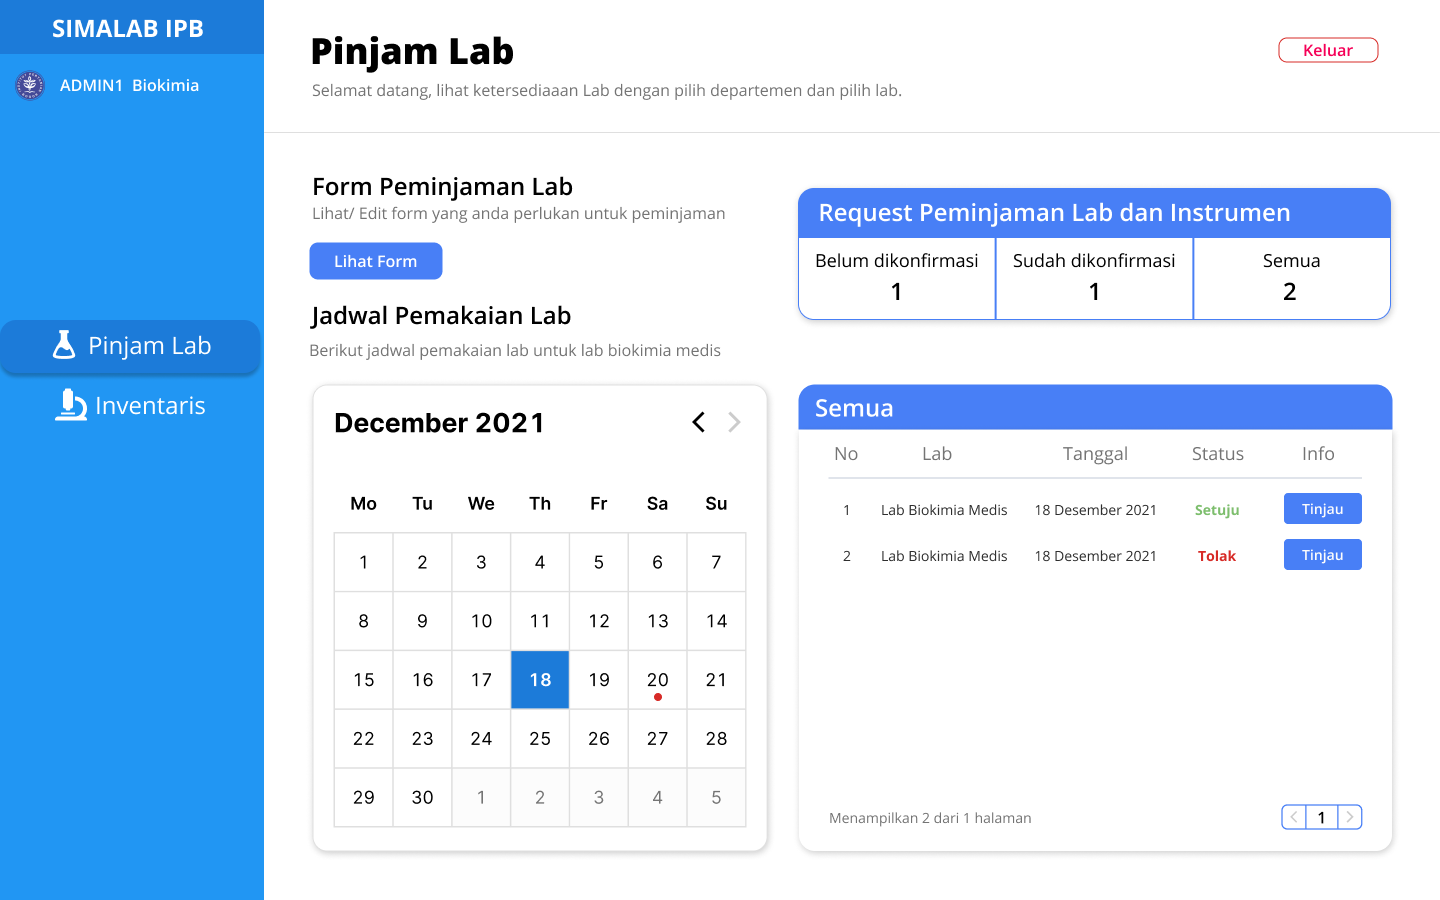 SIMALAB IPB
ADMIN1 Biokimia
Pinjam Lab
Inventaris
Pinjam Lab
Selamat datang, lihat ketersediaaan Lab dengan pilih departemen dan pilih lab.
Keluar
Form Peminjaman Lab
Lihat/ Edit form yang anda perlukan untuk peminjaman
Lihat Form
Jadwal Pemakaian Lab
Berikut jadwal pemakaian lab untuk lab biokimia medis
December 2021
Mo Tu We Th Fr Sa Su
1 2 3 4 5 6 7
8 9 10 11 12 13 14
15 16 17 18 19 20 21
22 23 24 25 26 27 28
29 30 1 2 3 4 5
Request Peminjaman Lab dan Instrumen
Belum dikonfirmasi Sudah dikonfirmasi Semua
1 1 2
Semua
No Lab Tanggal Status Info
1 Lab Biokimia Medis 18 Desember 2021 Setuju Tinjau
2 Lab Biokimia Medis 18 Desember 2021 Tolak Tinjau
Menampilkan 2 dari 1 halaman
1